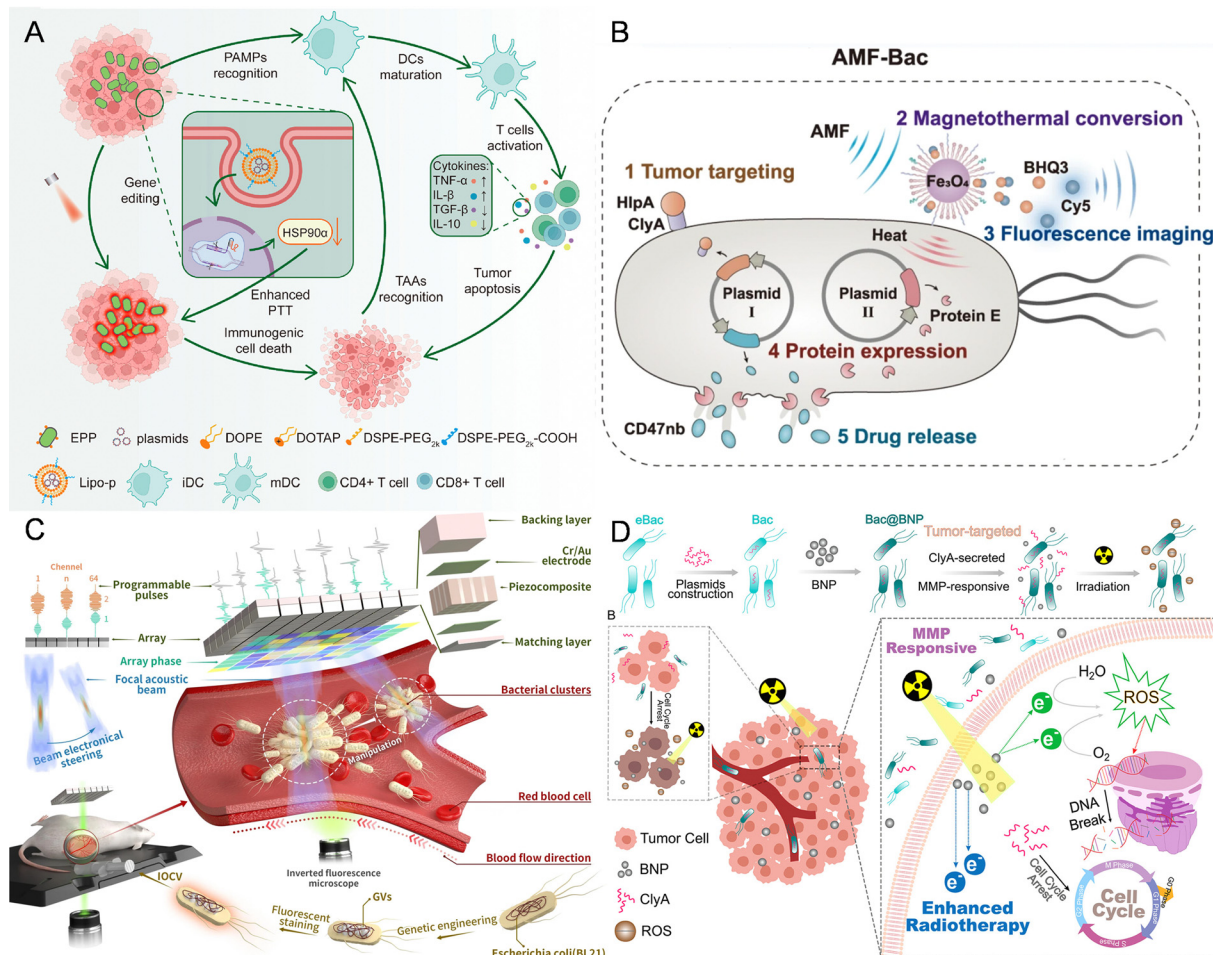 A
PAMPs
recognition
DCs
maturation
T cells
activation
Cytokines:
TNF-α ↑
IL-β ↑
TGF-β ↓
IL-10 ↓
Gene
editing
HSP90α
Enhanced
PTT
TAAs
recognition
Tumor
apoptosis
Immunogenic
cell death
EPP
plasmids
DOPE
DOTAP
DSPE-PEG2k
DSPE-PEG2k-COOH
Lipo-p
iDC
mDC
CD4+ T cell
CD8+ T cell
B
AMF-Bac
AMF
2 Magnetothermal conversion
1 Tumor targeting
Fe₃O₄
BHQ3
Cy5
HlpA
ClyA
3 Fluorescence imaging
Heat
Plasmid
I
Plasmid
II
Protein E
4 Protein expression
CD47nb
5 Drug release
C
Backing layer
Cr/Au
electrode
Piezocomposite
Matching layer
Chennel
1 n 64
2
1
Programmable
pulses
Array
Array phase
Focal acoustic
beam
Beam electronical
steering
Bacterial clusters
Manipulation
Red blood cell
Blood flow direction
Inverted fluorescence
microscope
IOCV
Fluorescent
staining
GVs
Genetic engineering
Escherichia coli(BL21)
D
eBac
Plasmids
construction
Bac
BNP
Bac@BNP
Tumor-targeted
ClyA-secreted
MMP-responsive
Irradiation
B
Cell Cycle
Arrest
Tumor Cell
BNP
ClyA
ROS
MMP
Responsive
H₂O
e⁻
e⁻
ROS
O₂
DNA
Break
e⁻
e⁻
Enhanced
Radiotherapy
Cell Cycle
Arrest
Cell
Cycle
M Phase
G0 Phase
G1 Phase
S Phase